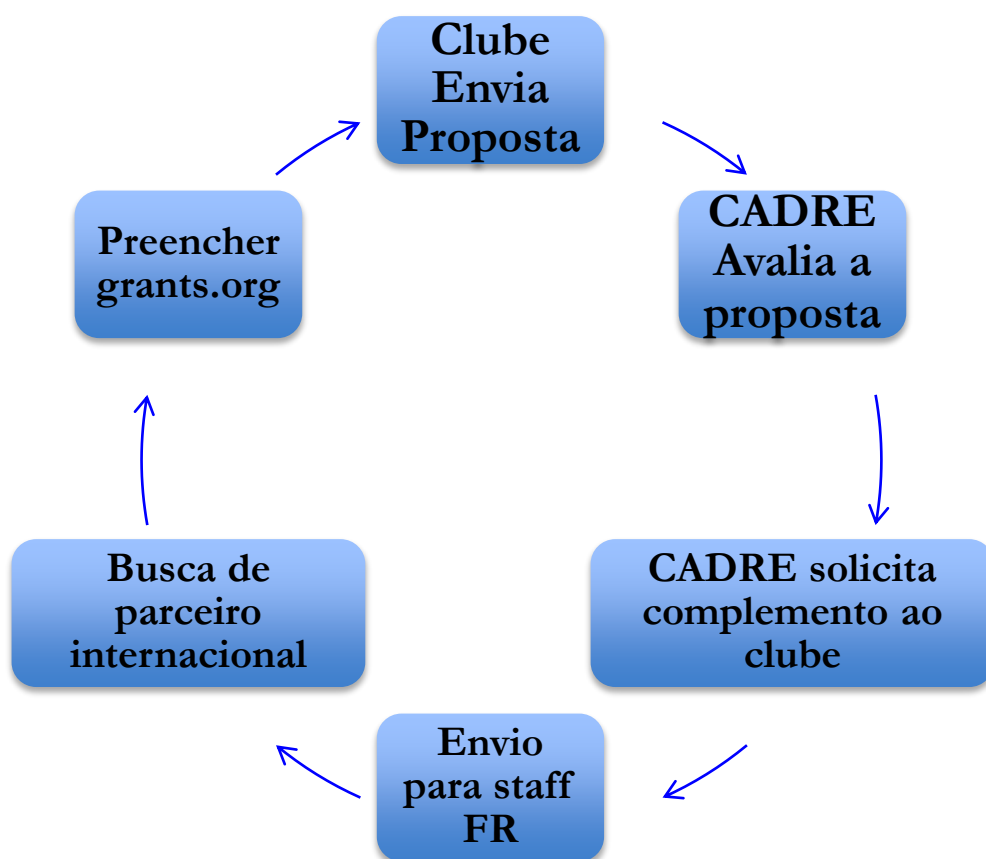 Clube
Envia
Proposta
CADRE
Avalia a
proposta
CADRE solicita
complemento ao
clube
Envio
para staff
FR
Busca de
parceiro
internacional
Preencher
grants.org